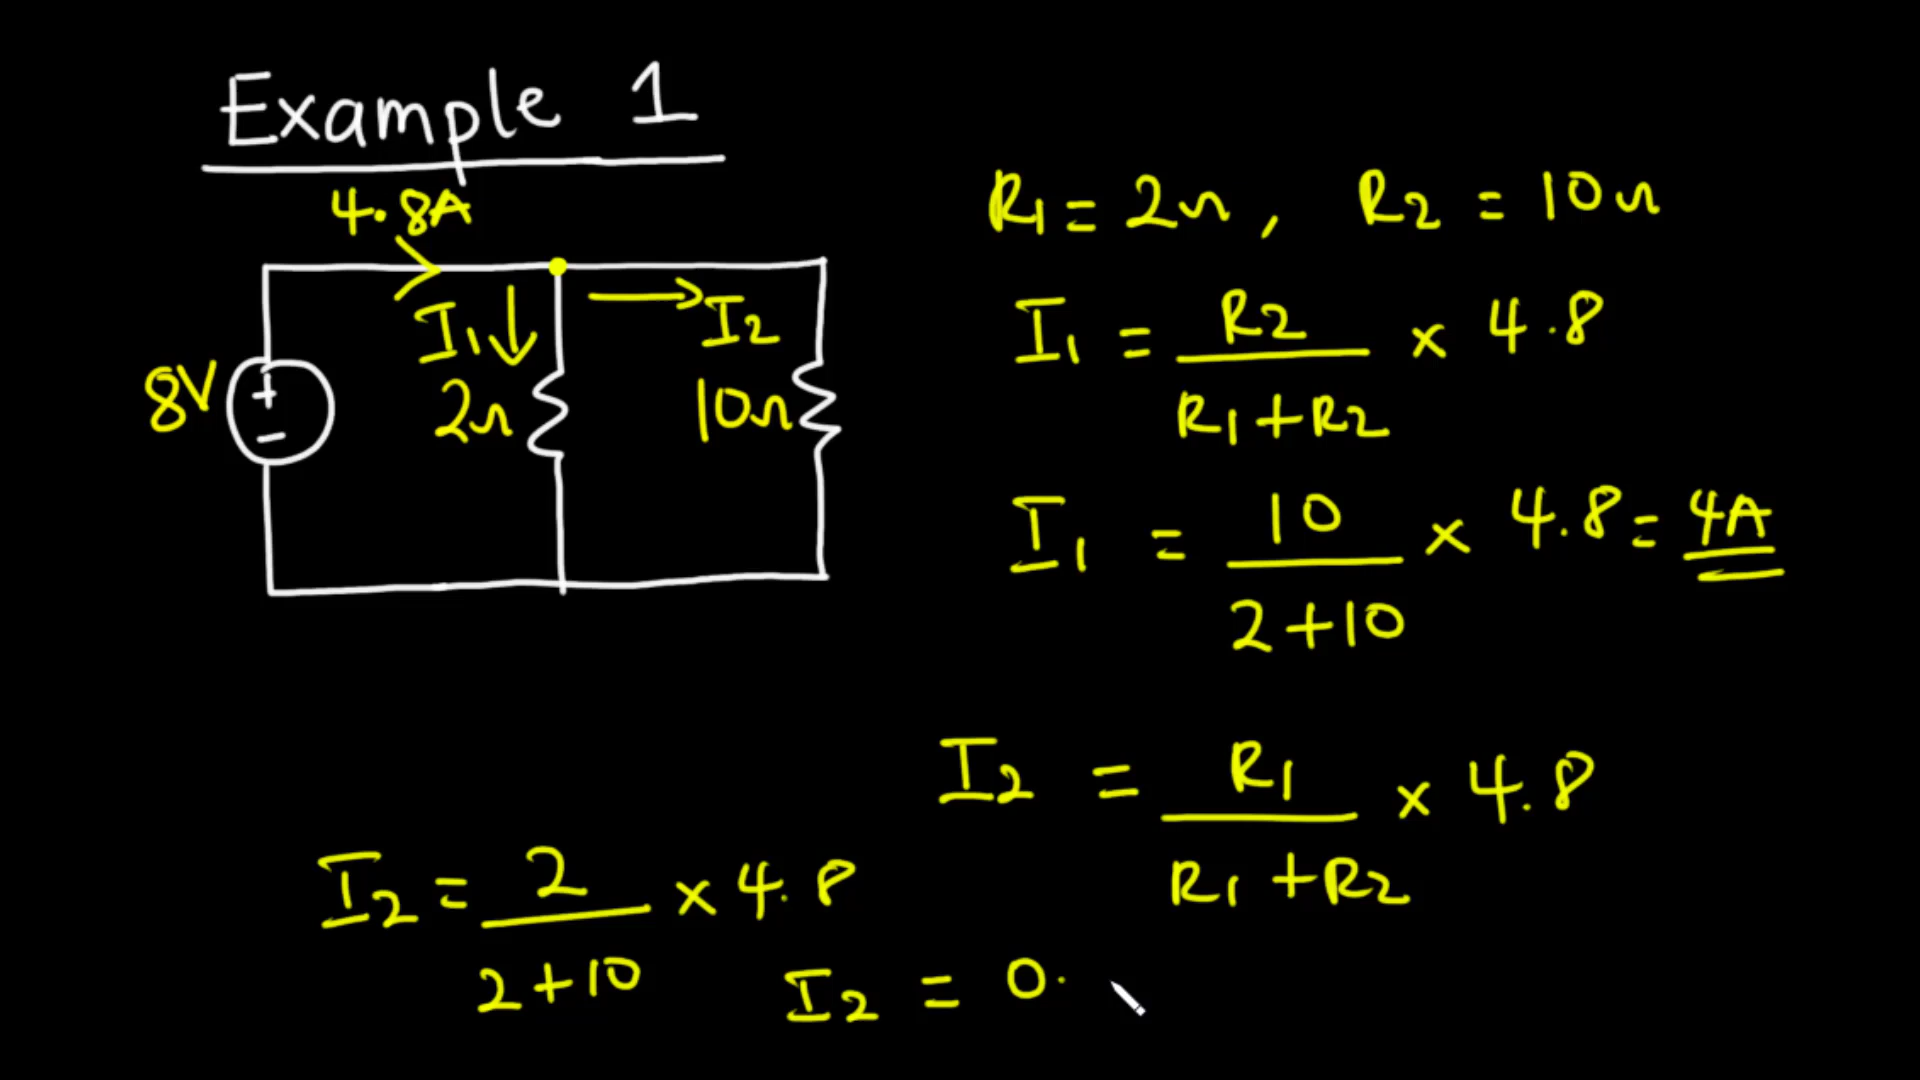 Example 1
4.8A
8V
+
-
I1
2Ω
I2
10Ω
R1 = 2Ω, R2 = 10Ω
I1 = R2 / R1+R2 × 4.8
I1 = 10 / 2+10 × 4.8 = 4A
I2 = R1 / R1+R2 × 4.8
I2 = 2 / 2+10 × 4.8
I2 = 0.